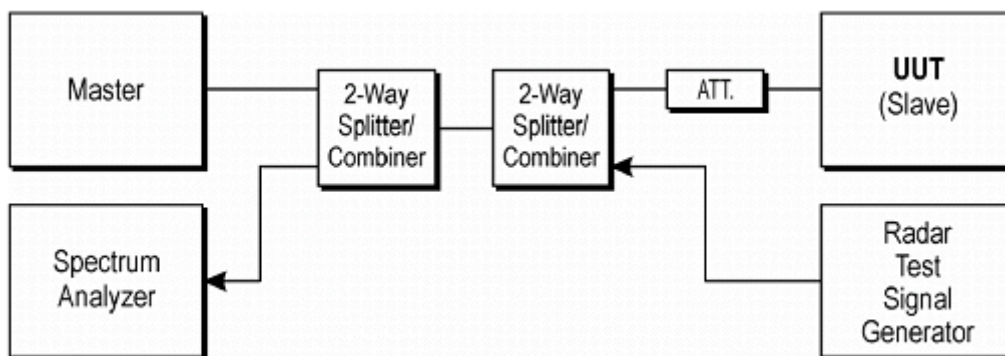 Master
2-Way
Splitter/
Combiner
2-Way
Splitter/
Combiner
ATT.
UUT
(Slave)
Spectrum
Analyzer
Radar
Test
Signal
Generator